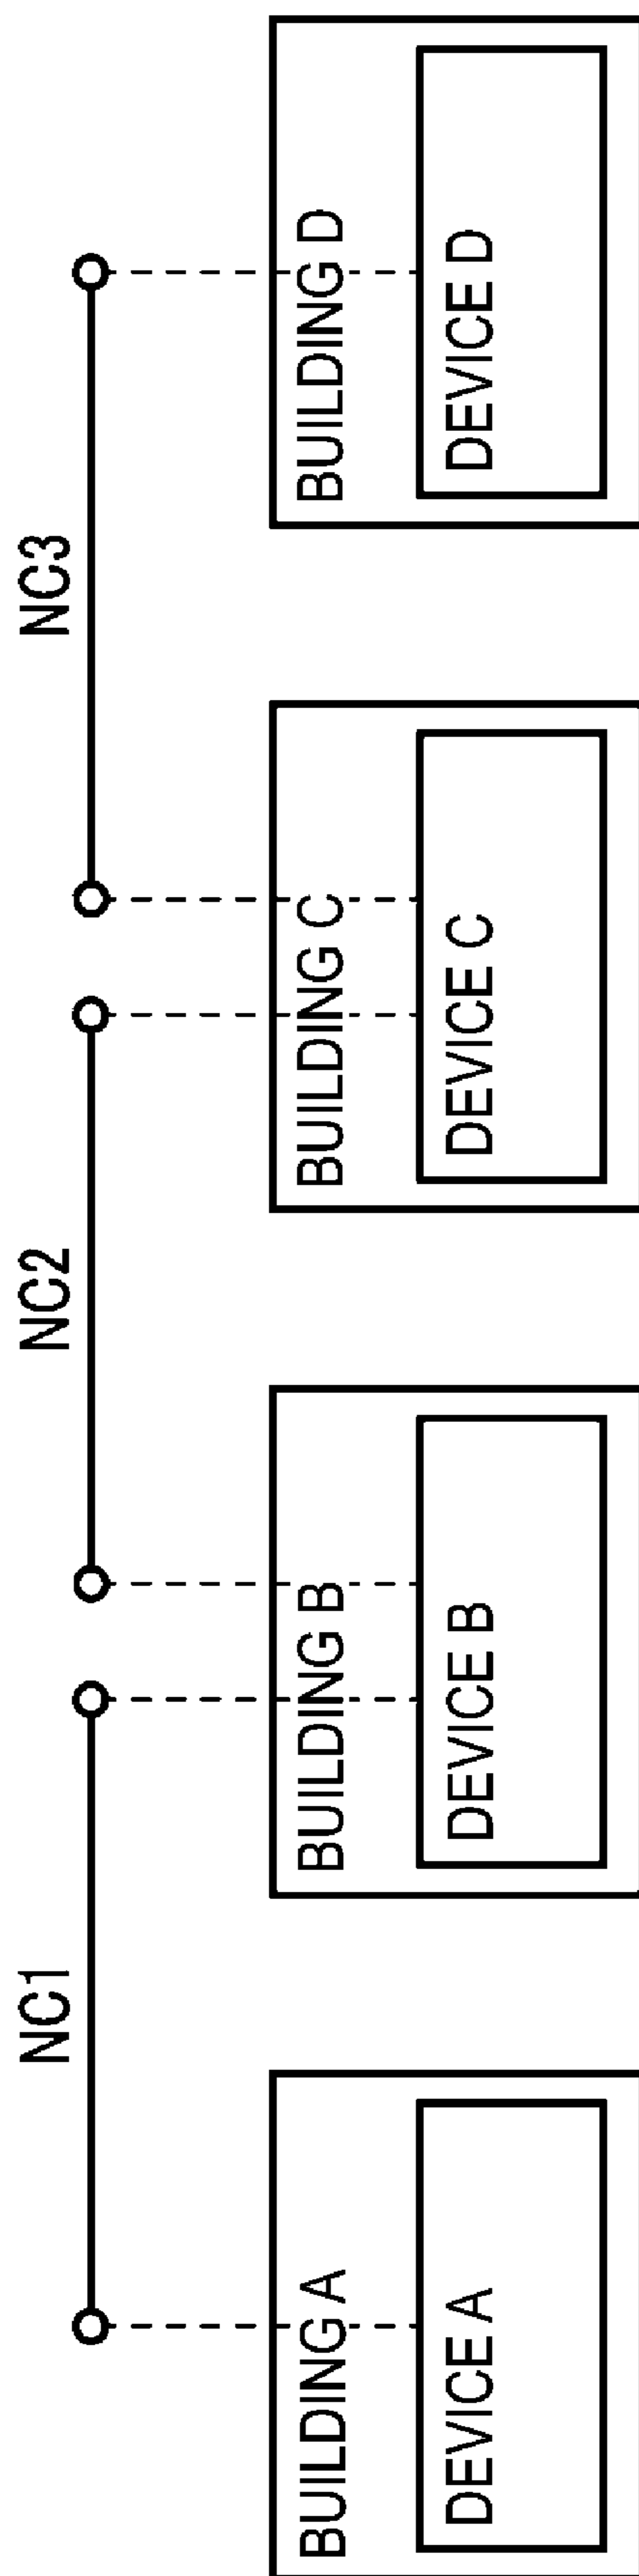 NC1
NC2
NC3
BUILDING A
BUILDING B
BUILDING C
BUILDING D
DEVICE A
DEVICE B
DEVICE C
DEVICE D